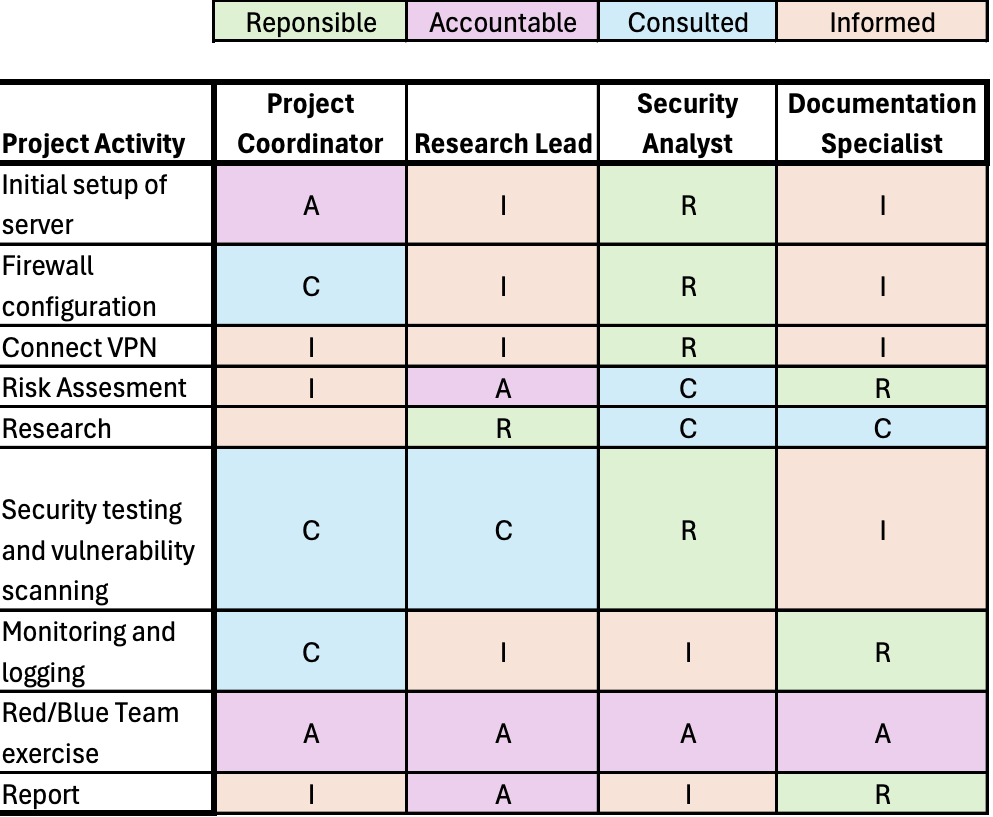 Reponsible Accountable Consulted Informed
Project Activity Project Coordinator Research Lead Security Analyst Documentation Specialist
Initial setup of server A I R I
Firewall configuration C I R I
Connect VPN I I R I
Risk Assesment I A C R
Research R C C
Security testing and vulnerability scanning C C R I
Monitoring and logging C I I R
Red/Blue Team exercise A A A A
Report I A I R